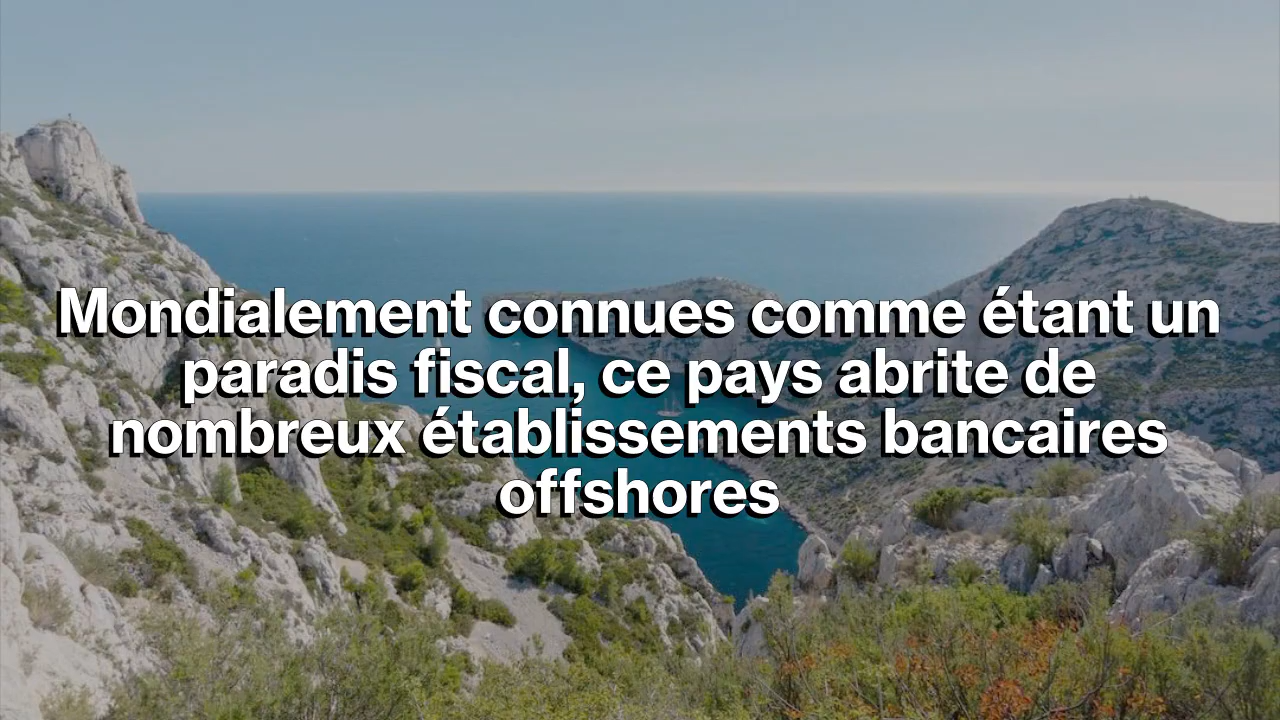 Mondialement connues comme étant un
paradis fiscal, ce pays abrite de
nombreux établissements bancaires
offshores